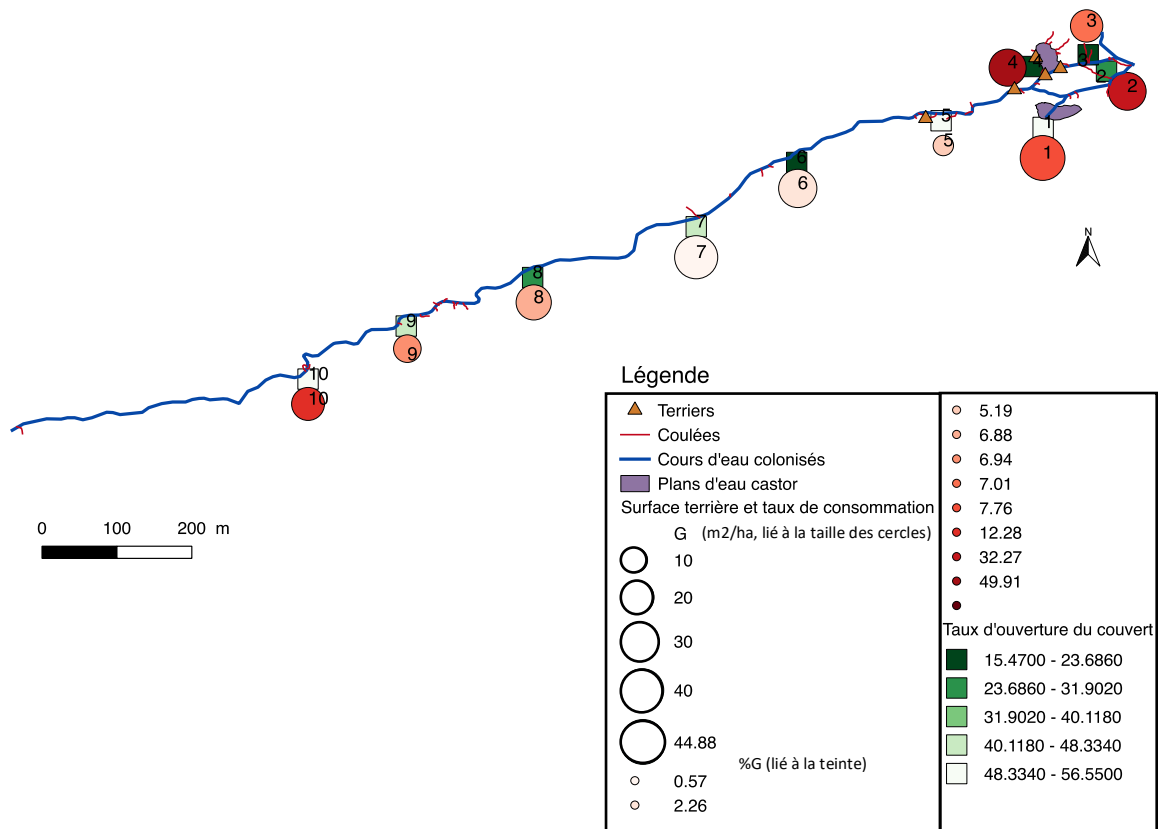 3
4
4
3
2
2
5
1
5
1
6
6
7
7
N
8
8
9
9
10
10
0 100 200 m
Légende
Terriers
Coulées
Cours d'eau colonisés
Plans d'eau castor
Surface terrière et taux de consommation
G (m2/ha, lié à la taille des cercles)
10
20
30
40
44.88
%G (lié à la teinte)
0.57
2.26
5.19
6.88
6.94
7.01
7.76
12.28
32.27
49.91
Taux d'ouverture du couvert
15.4700 - 23.6860
23.6860 - 31.9020
31.9020 - 40.1180
40.1180 - 48.3340
48.3340 - 56.5500